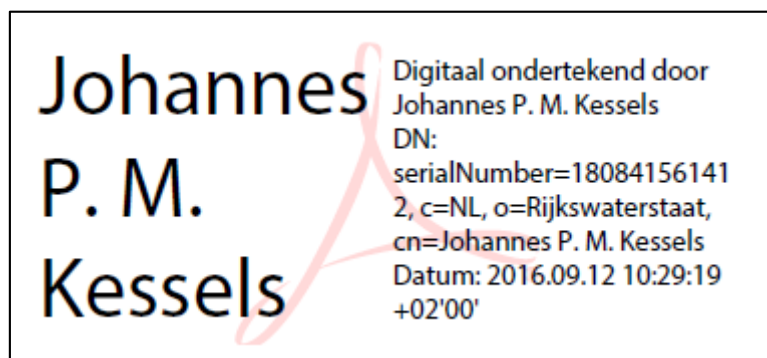 Johannes
P. M.
Kessels
Digitaal ondertekend door
Johannes P. M. Kessels
DN:
serialNumber=18084156141
2, c=NL, o=Rijkswaterstaat,
cn=Johannes P. M. Kessels
Datum: 2016.09.12 10:29:19
+02'00'